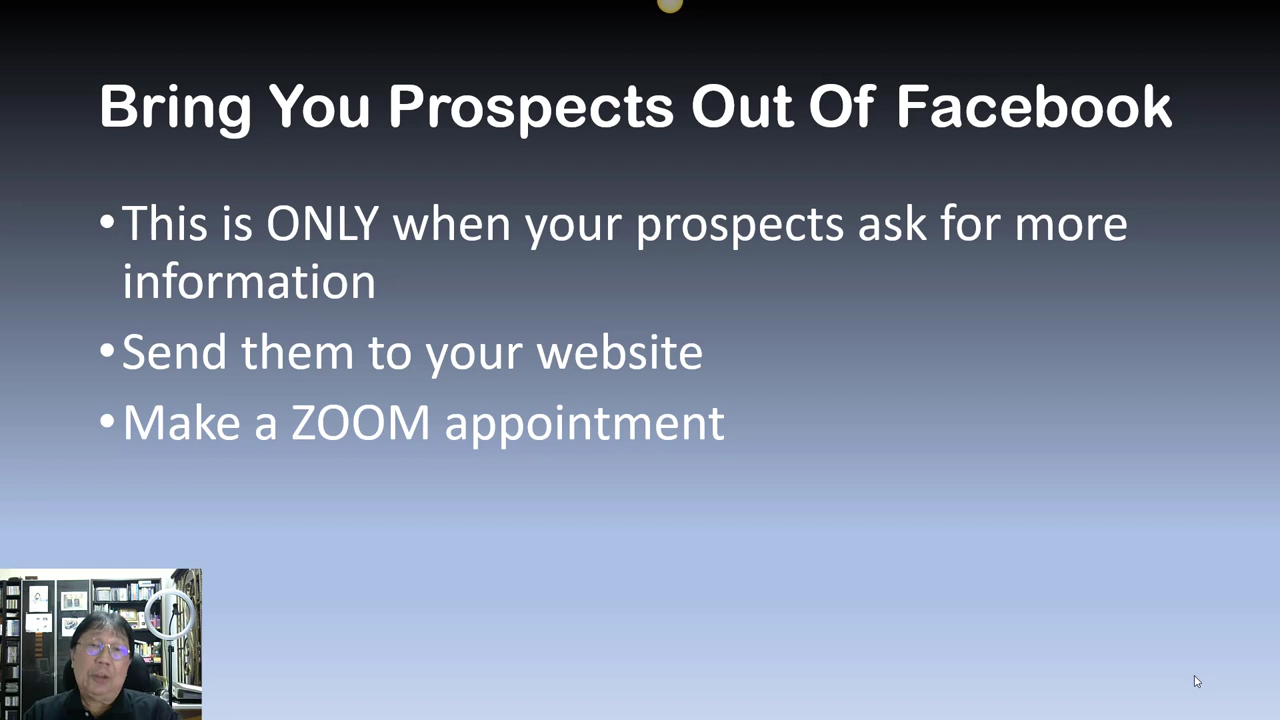 Bring You Prospects Out Of Facebook
•This is ONLY when your prospects ask for more
information
•Send them to your website
•Make a ZOOM appointment